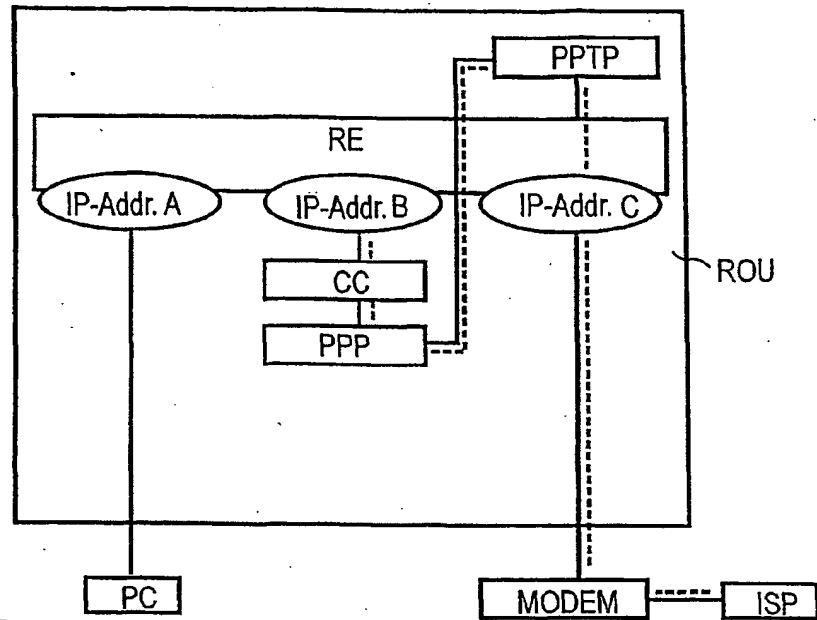 PPTP
RE
IP-Addr. A
IP-Addr. B
IP-Addr. C
ROU
CC
PPP
PC
MODEM
ISP